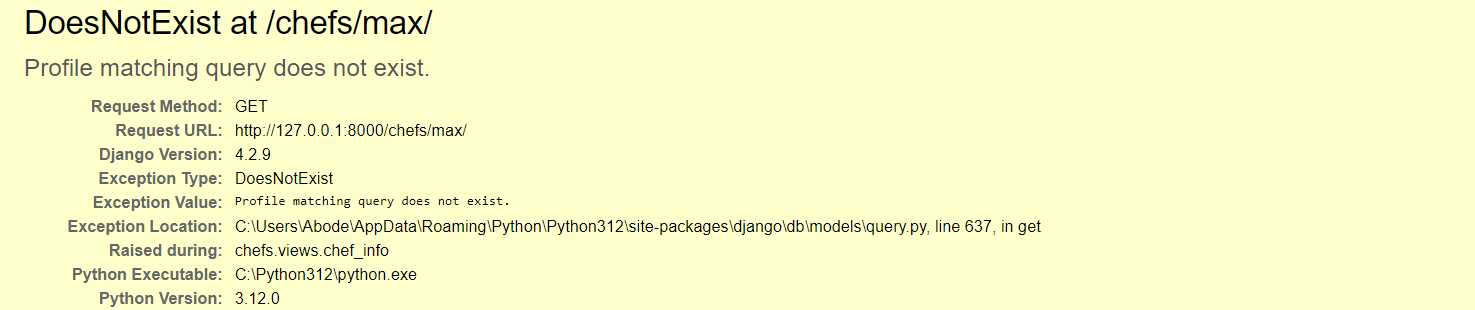 DoesNotExist at /chefs/max/
Profile matching query does not exist.
Request Method: GET
Request URL: http://127.0.0.1:8000/chefs/max/
Django Version: 4.2.9
Exception Type: DoesNotExist
Exception Value: Profile matching query does not exist.
Exception Location: C:\Users\Abode\AppData\Roaming\Python\Python312\site-packages\django\db\models\query.py, line 637, in get
Raised during: chefs.views.chef_info
Python Executable: C:\Python312\python.exe
Python Version: 3.12.0